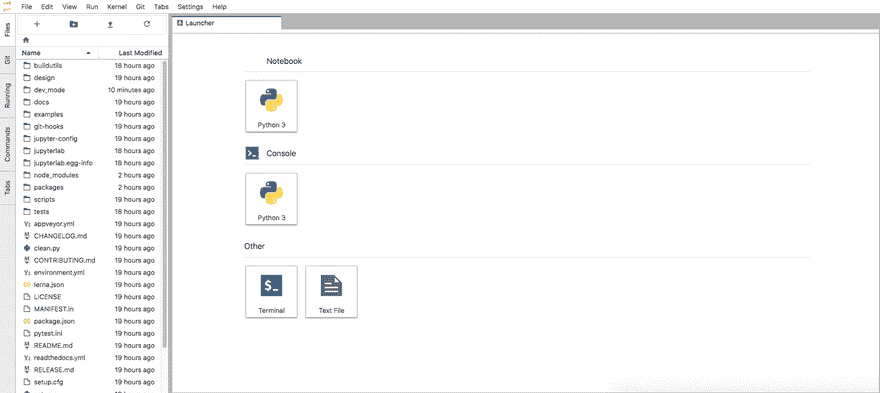 File Edit View Run Kernel Git Tabs Settings Help
Files
Git
Running
Commands
Tabs
Name Last Modified
buildutils 18 hours ago
design 19 hours ago
dev_mode 10 minutes ago
docs 19 hours ago
examples 19 hours ago
git-hooks 19 hours ago
jupyter-config 19 hours ago
jupyterlab 18 hours ago
jupyterlab.egg-info 18 hours ago
node_modules 2 hours ago
packages 2 hours ago
scripts 19 hours ago
tests 18 hours ago
appveyor.yml 19 hours ago
CHANGELOG.md 19 hours ago
clean.py 19 hours ago
CONTRIBUTING.md 19 hours ago
environment.yml 19 hours ago
lerna.json 19 hours ago
LICENSE 19 hours ago
MANIFEST.in 19 hours ago
package.json 19 hours ago
pytest.ini 19 hours ago
README.md 19 hours ago
readthedocs.yml 19 hours ago
RELEASE.md 19 hours ago
setup.cfg 19 hours ago
Launcher
Notebook
Python 3
Console
Python 3
Other
$_
Terminal Text File